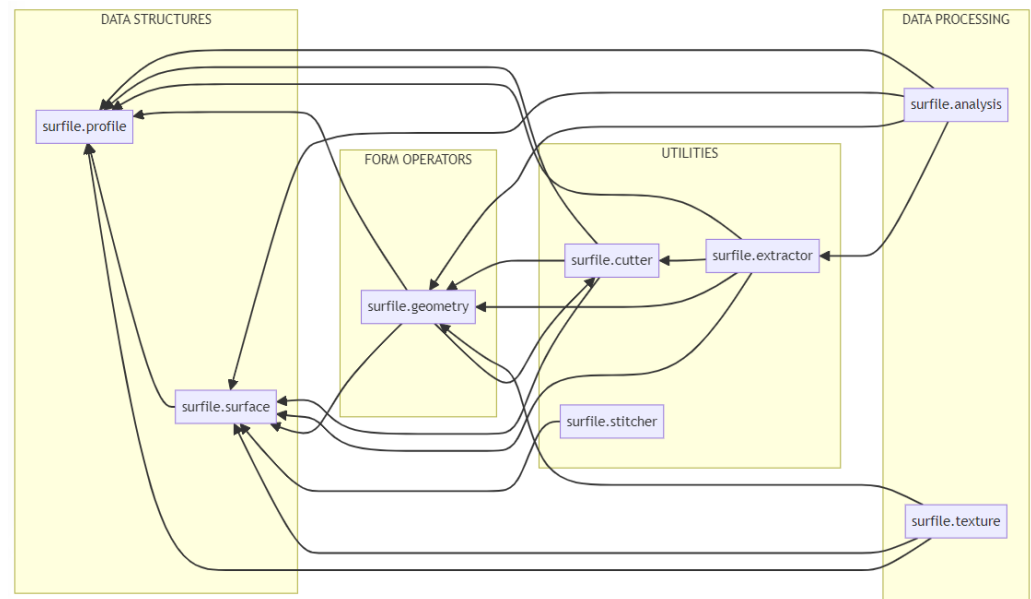 DATA STRUCTURES
DATA PROCESSING
surfile.analysis
surfile.profile
UTILITIES
FORM OPERATORS
surfile.extractor
surfile.cutter
surfile.geometry
surfile.surface
surfile.stitcher
surfile.texture